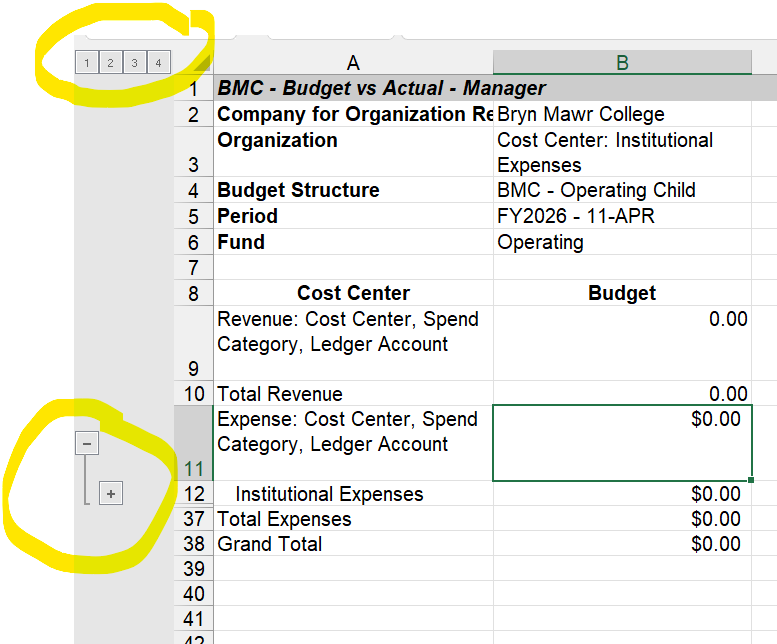 1 2 3 4
A B
1 BMC - Budget vs Actual - Manager
2 Company for Organization Re Bryn Mawr College
3 Organization Cost Center: Institutional
Expenses
4 Budget Structure BMC - Operating Child
5 Period FY2026 - 11-APR
6 Fund Operating
7
8 Cost Center Budget
9 Revenue: Cost Center, Spend 0.00
Category, Ledger Account
10 Total Revenue 0.00
11 Expense: Cost Center, Spend $0.00
Category, Ledger Account
12 Institutional Expenses $0.00
37 Total Expenses $0.00
38 Grand Total $0.00
39
40
41
42